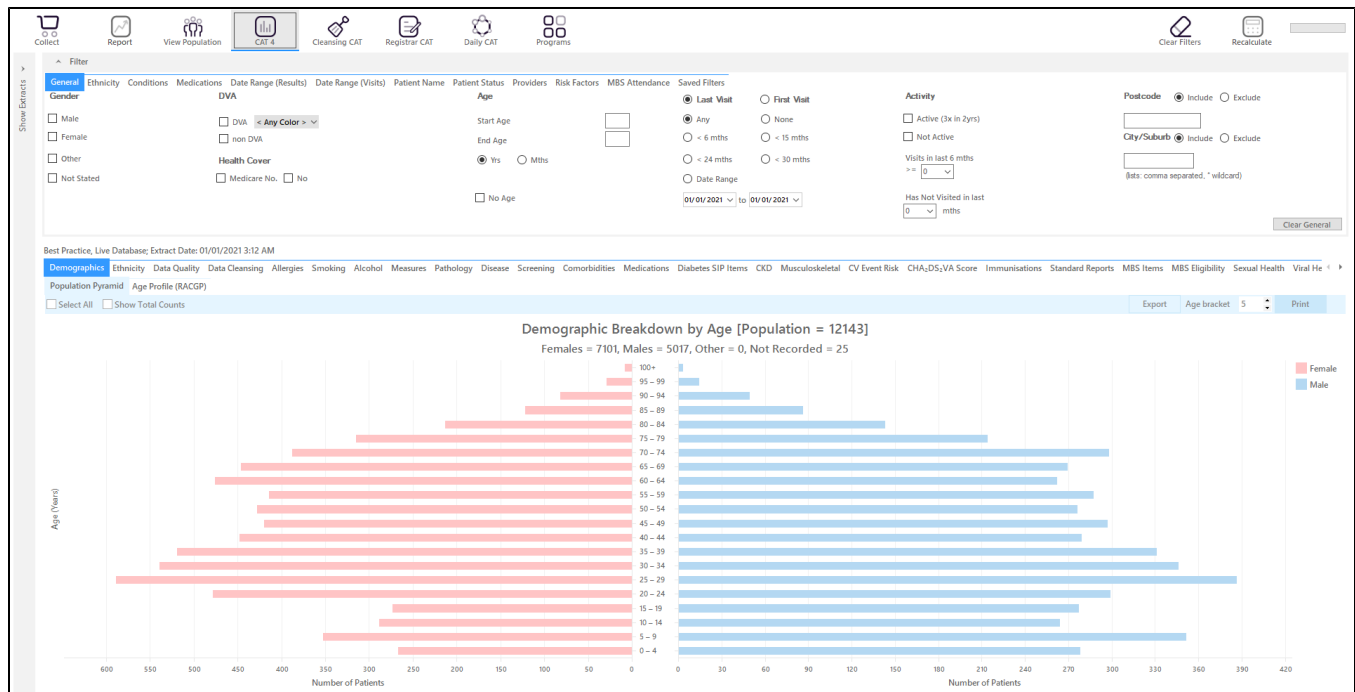 Collect Report View Population CAT 4 Cleansing CAT Registrar CAT Daily CAT Programs Clear Filters Recalculate
Show Extracts
Filter
General Ethnicity Conditions Medications Date Range (Results) Date Range (Visits) Patient Name Patient Status Providers Risk Factors MBS Attendance Saved Filters
Gender DVA Age Last Visit First Visit Activity Postcode Include Exclude
Male DVA < Any Color > Start Age Any None Active (3x in 2yrs)
Female non DVA End Age < 6 mths < 15 mths Not Active City/Suburb Include Exclude
Other Health Cover Yrs Mths < 24 mths < 30 mths Visits in last 6 mths
>= 0
Not Stated Medicare No. No Date Range (lists: comma separated, * wildcard)
No Age 01/01/2021 to 01/01/2021 Has Not Visited in last
0 mths
Clear General
Best Practice, Live Database; Extract Date: 01/01/2021 3:12 AM
Demographics Ethnicity Data Quality Data Cleansing Allergies Smoking Alcohol Measures Pathology Disease Screening Comorbidities Medications Diabetes SIP Items CKD Musculoskeletal CV Event Risk CHA₂DS₂VA Score Immunisations Standard Reports MBS Items MBS Eligibility Sexual Health Viral He
Population Pyramid Age Profile (RACGP)
Select All Show Total Counts Export Age bracket 5 Print
Demographic Breakdown by Age [Population = 12143]
Females = 7101, Males = 5017, Other = 0, Not Recorded = 25
Female
Male
Age (Years)
100+
95 – 99
90 – 94
85 – 89
80 – 84
75 – 79
70 – 74
65 – 69
60 – 64
55 – 59
50 – 54
45 – 49
40 – 44
35 – 39
30 – 34
25 – 29
20 – 24
15 – 19
10 – 14
5 – 9
0 – 4
600 550 500 450 400 350 300 250 200 150 100 50 0 0 30 60 90 120 150 180 210 240 270 300 330 360 390 420
Number of Patients Number of Patients